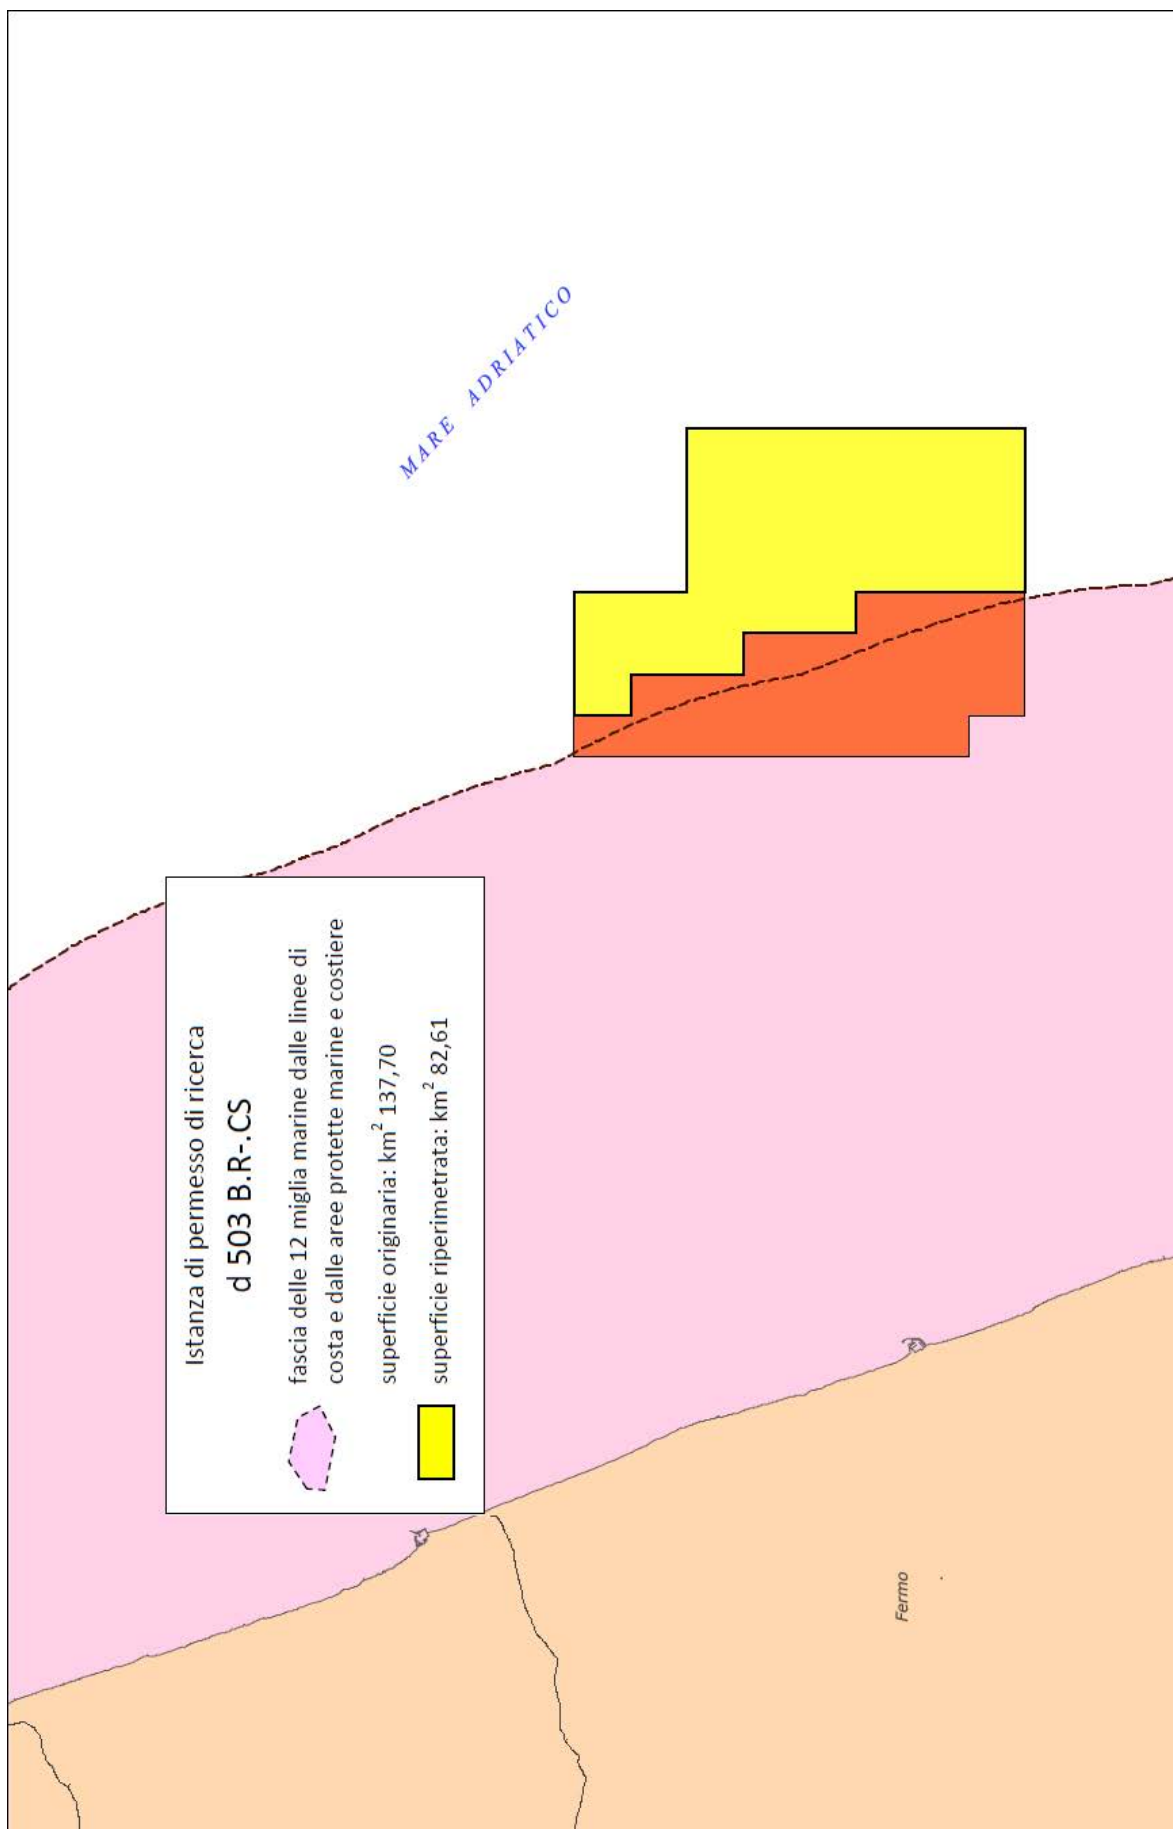 MARE ADRIATICO
Istanza di permesso di ricerca
d 503 B.R-.CS
fascia delle 12 miglia marine dalle linee di
costa e dalle aree protette marine e costiere
superficie originaria: km² 137,70
superficie riperimetrata: km² 82,61
Fermo